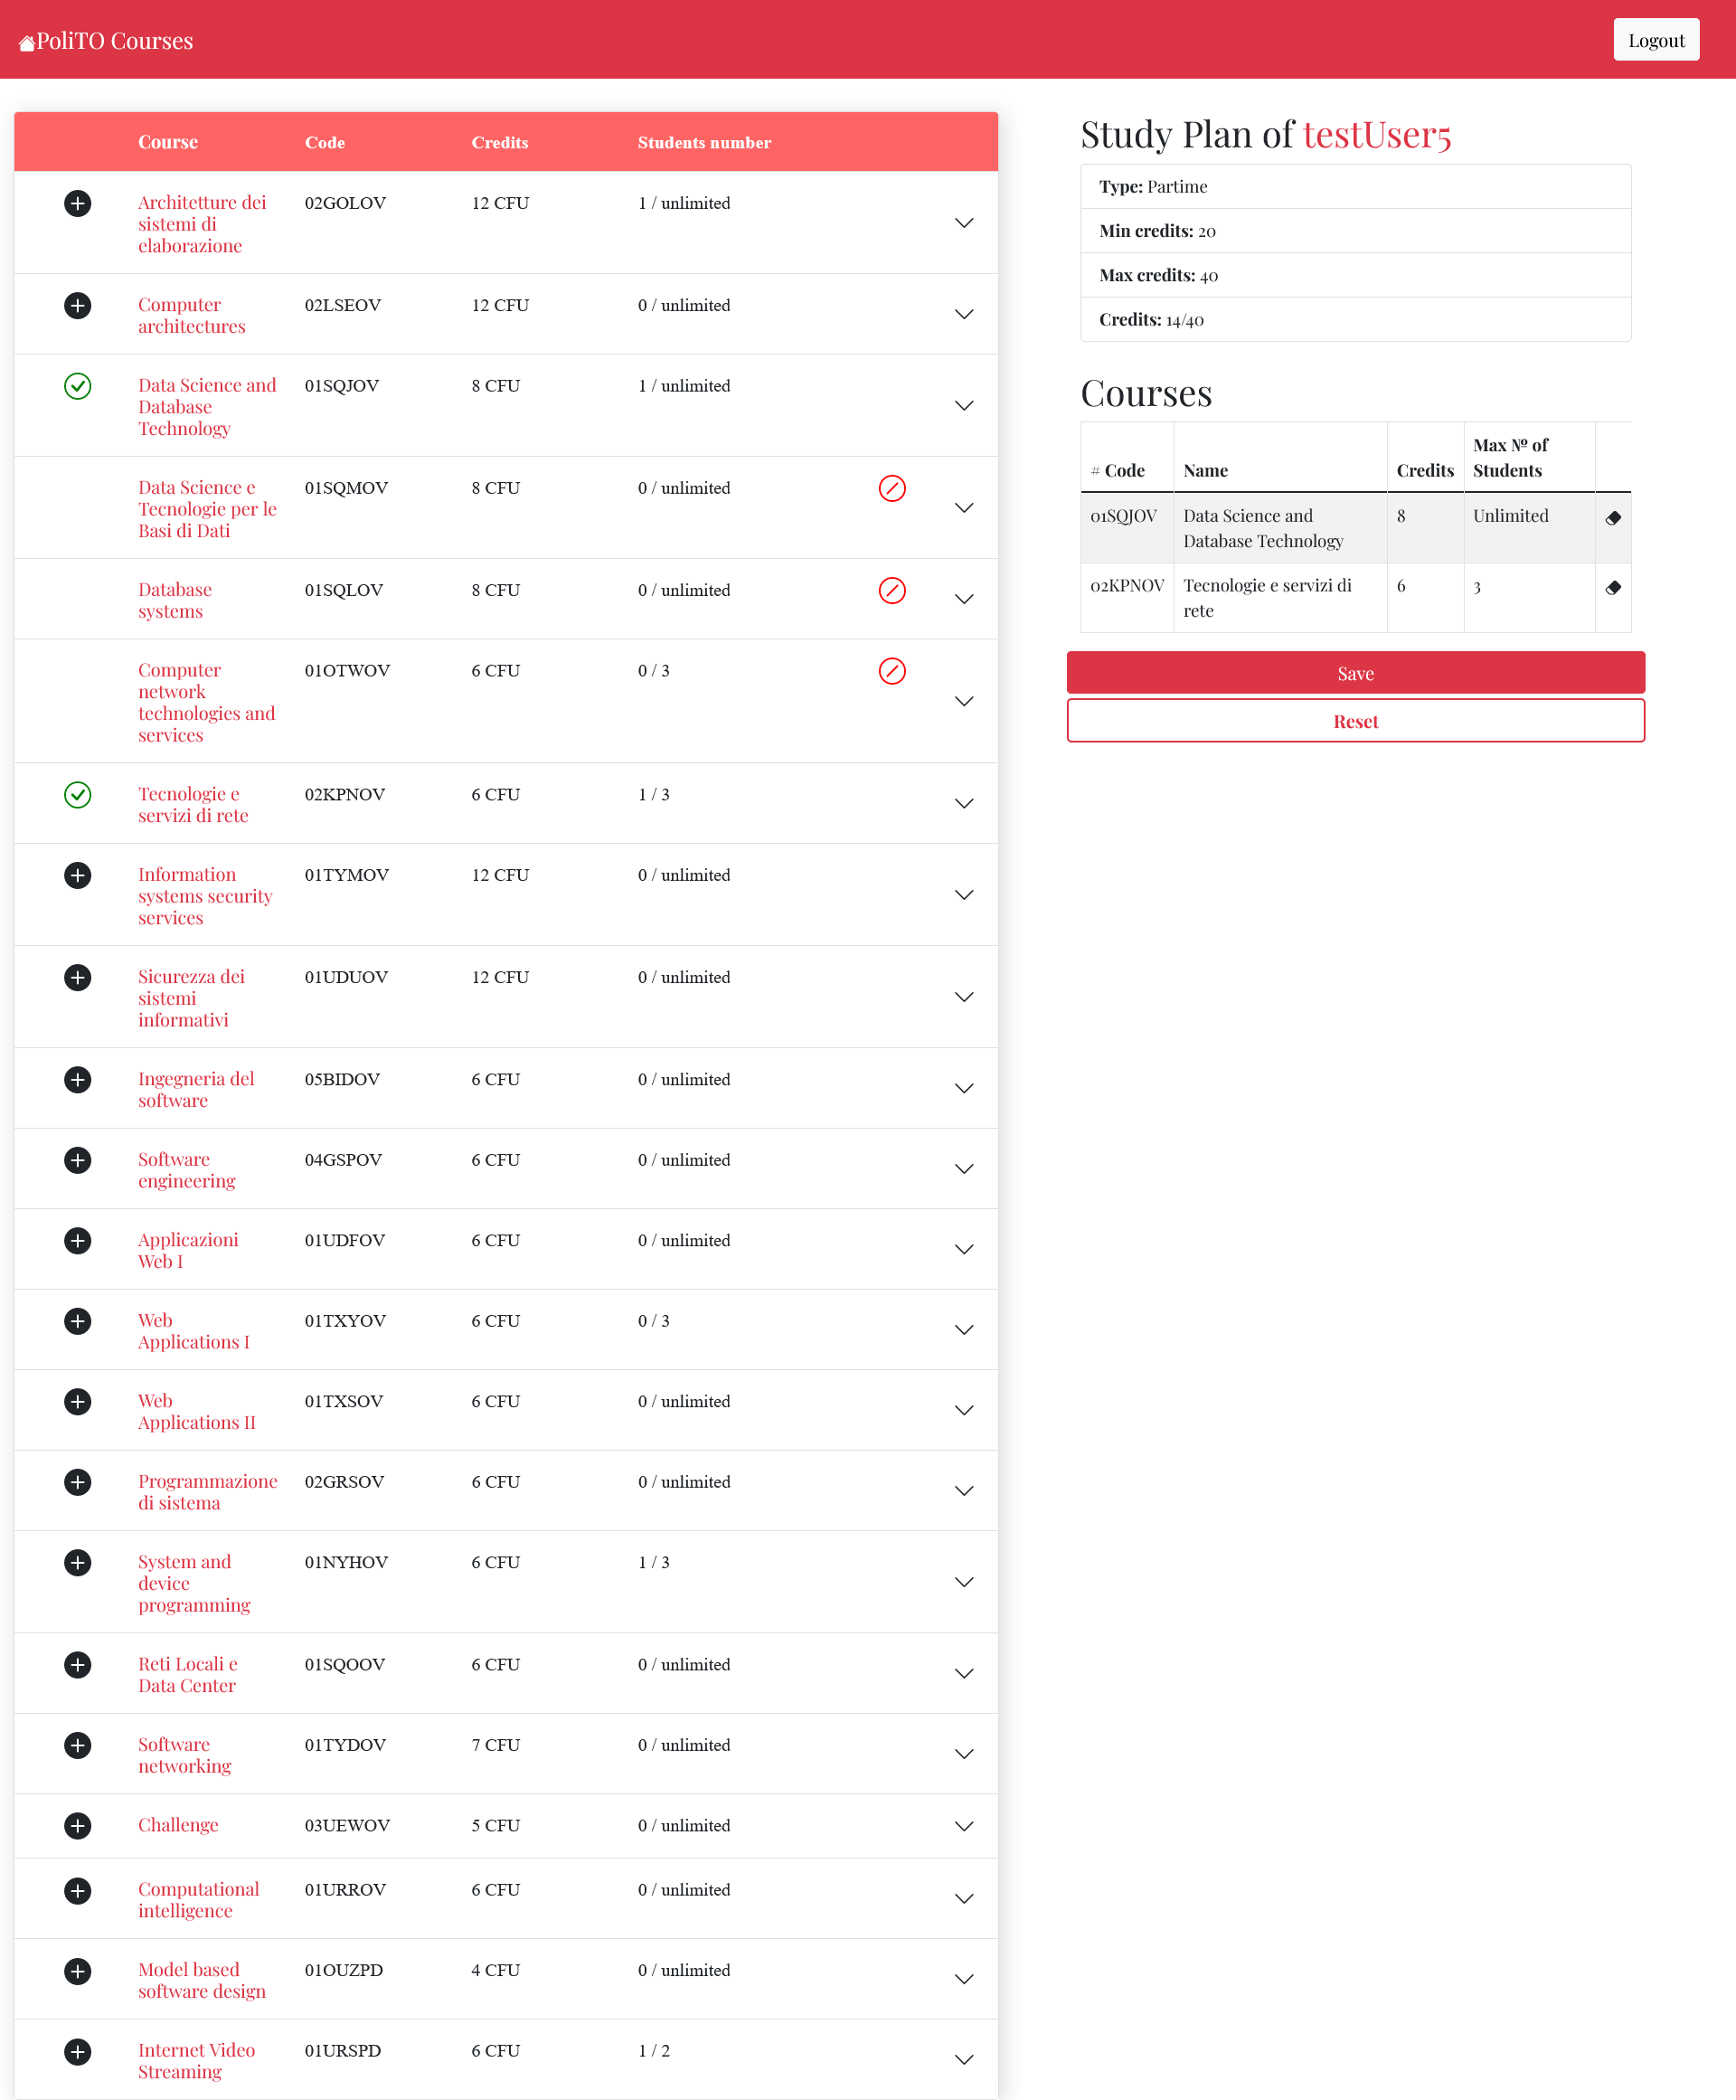 PoliTO Courses
Logout
Course Code Credits Students number
Architetture dei 02GOLOV 12 CFU 1 / unlimited
sistemi di
elaborazione
Computer 02LSEOV 12 CFU 0 / unlimited
architectures
Data Science and 01SQJOV 8 CFU 1 / unlimited
Database
Technology
Data Science e 01SQMOV 8 CFU 0 / unlimited
Tecnologie per le
Basi di Dati
Database 01SQLOV 8 CFU 0 / unlimited
systems
Computer 01OTWOV 6 CFU 0 / 3
network
technologies and
services
Tecnologie e 02KPNOV 6 CFU 1 / 3
servizi di rete
Information 01TYMOV 12 CFU 0 / unlimited
systems security
services
Sicurezza dei 01UDUOV 12 CFU 0 / unlimited
sistemi
informativi
Ingegneria del 05BIDOV 6 CFU 0 / unlimited
software
Software 04GSPOV 6 CFU 0 / unlimited
engineering
Applicazioni 01UDFOV 6 CFU 0 / unlimited
Web I
Web 01TXYOV 6 CFU 0 / 3
Applications I
Web 01TXSOV 6 CFU 0 / unlimited
Applications II
Programmazione 02GRSOV 6 CFU 0 / unlimited
di sistema
System and 01NYHOV 6 CFU 1 / 3
device
programming
Reti Locali e 01SQOOV 6 CFU 0 / unlimited
Data Center
Software 01TYDOV 7 CFU 0 / unlimited
networking
Challenge 03UEWOV 5 CFU 0 / unlimited
Computational 01URROV 6 CFU 0 / unlimited
intelligence
Model based 01OUZPD 4 CFU 0 / unlimited
software design
Internet Video 01URSPD 6 CFU 1 / 2
Streaming
Study Plan of testUser5
Type: Partime
Min credits: 20
Max credits: 40
Credits: 14/40
Courses
Max № of
# Code Name Credits Students
01SQJOV Data Science and 8 Unlimited
Database Technology
02KPNOV Tecnologie e servizi di 6 3
rete
Save
Reset